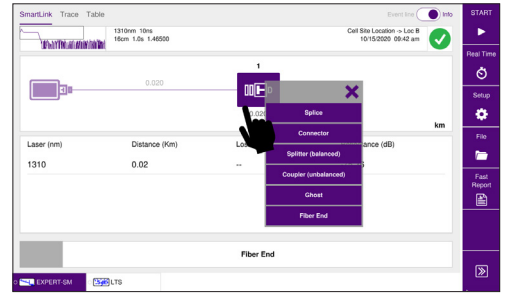 SmartLink Trace Table
Event line Info
START
1310nm 10ns
16cm 1.0s 1.46500
Cell Site Location -> Loc B
10/15/2020 09:42 am
Real Time
1
0.020
Setup
Splice
km
Connector
File
Laser (nm) Distance (Km)
Splitter (balanced)
1310 0.02 --
Coupler (unbalanced)
Fast
Report
Ghost
Fiber End
Fiber End
EXPERT-SM LTS